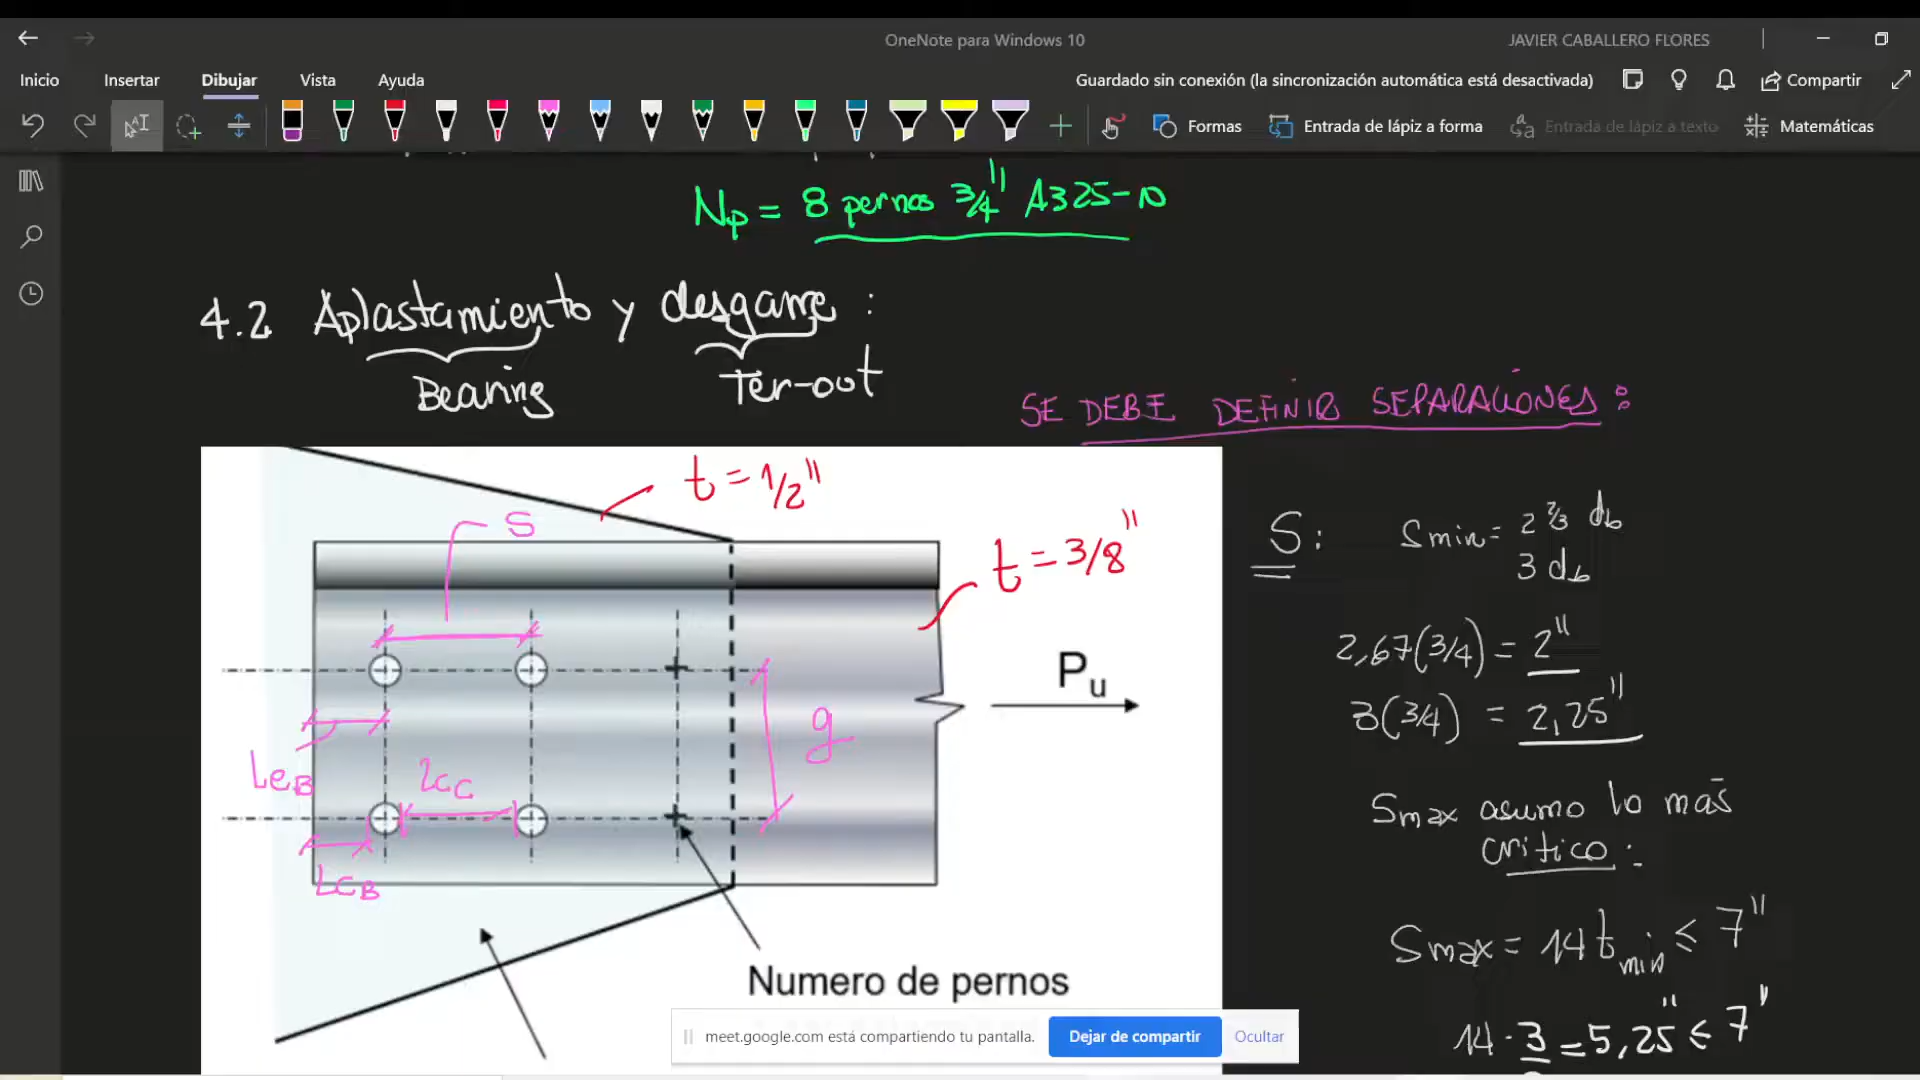 OneNote para Windows 10
JAVIER CABALLERO FLORES
Inicio
Insertar
Dibujar
Vista
Ayuda
Guardado sin conexión (la sincronización automática está desactivada)
Compartir
Formas
Entrada de lápiz a forma
Entrada de lápiz a texto
Matemáticas
Np = 8 pernos 3/4" A325-N
4.2 Aplastamiento y desgarre :
Bearing
Ter-out
SE DEBE DEFINIR SEPARACIONES :
t = 1/2"
S
t = 3/8"
Pu
g
LeB
LcC
LcB
Numero de pernos
S: Smin = 2 2/3 db
3 db
2,67(3/4) = 2"
3(3/4) = 2,25"
Smax asumo lo más
crítico :
Smax = 14 tmin ≤ 7"
14 · 3 = 5,25" ≤ 7"
meet.google.com está compartiendo tu pantalla.
Dejar de compartir
Ocultar